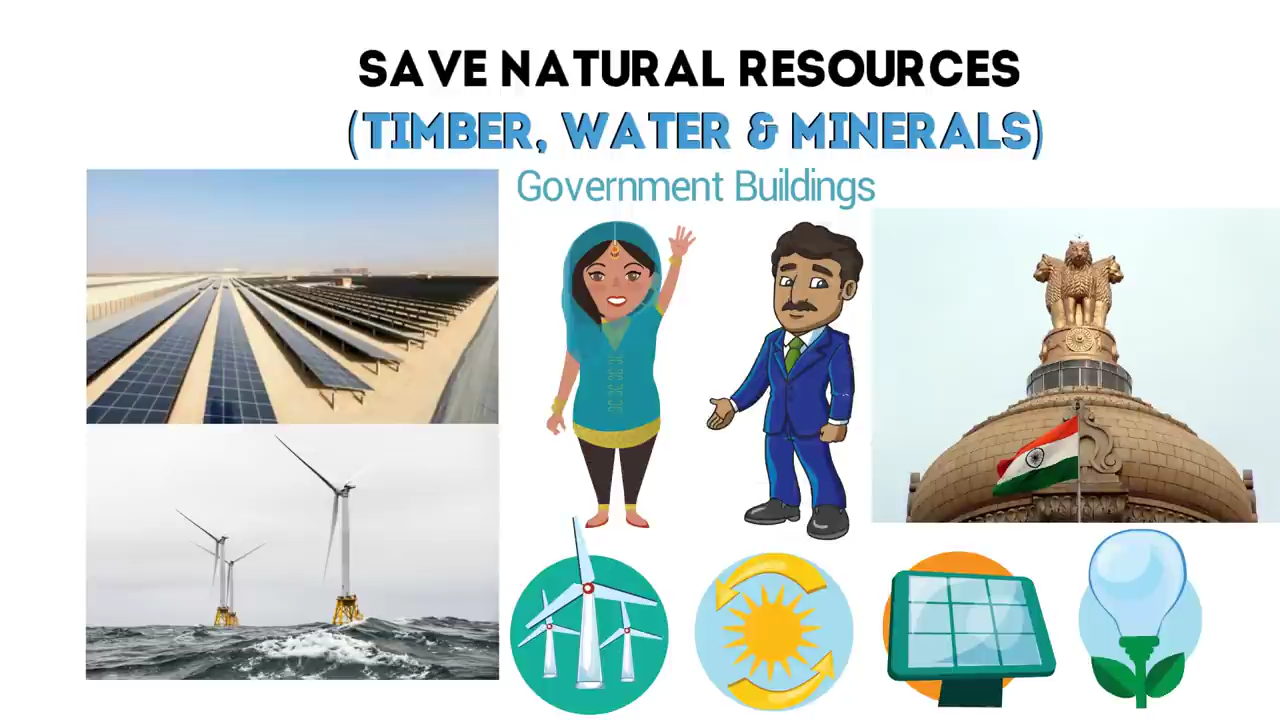 SAVE NATURAL RESOURCES
(TIMBER, WATER & MINERALS)
Government Buildings